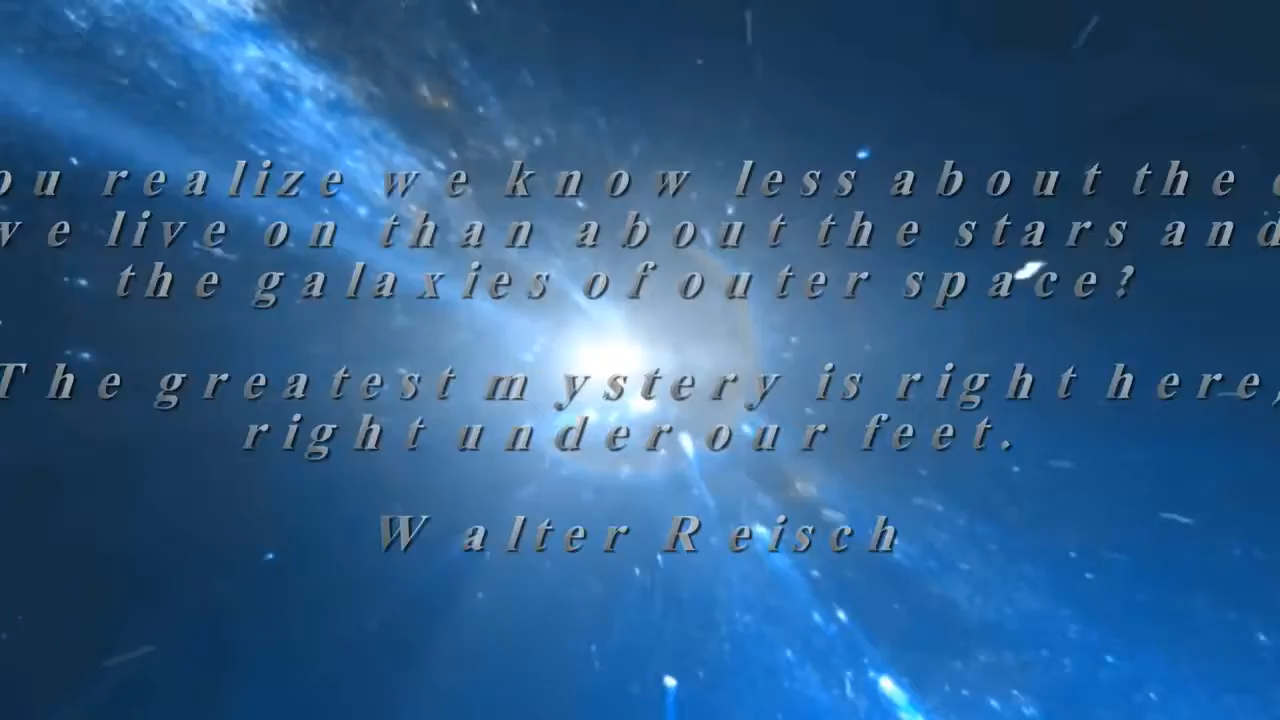 ou realize we know less about the
we live on than about the stars and
the galaxies of outer space?
The greatest mystery is right here,
right under our feet.
Walter Reisch